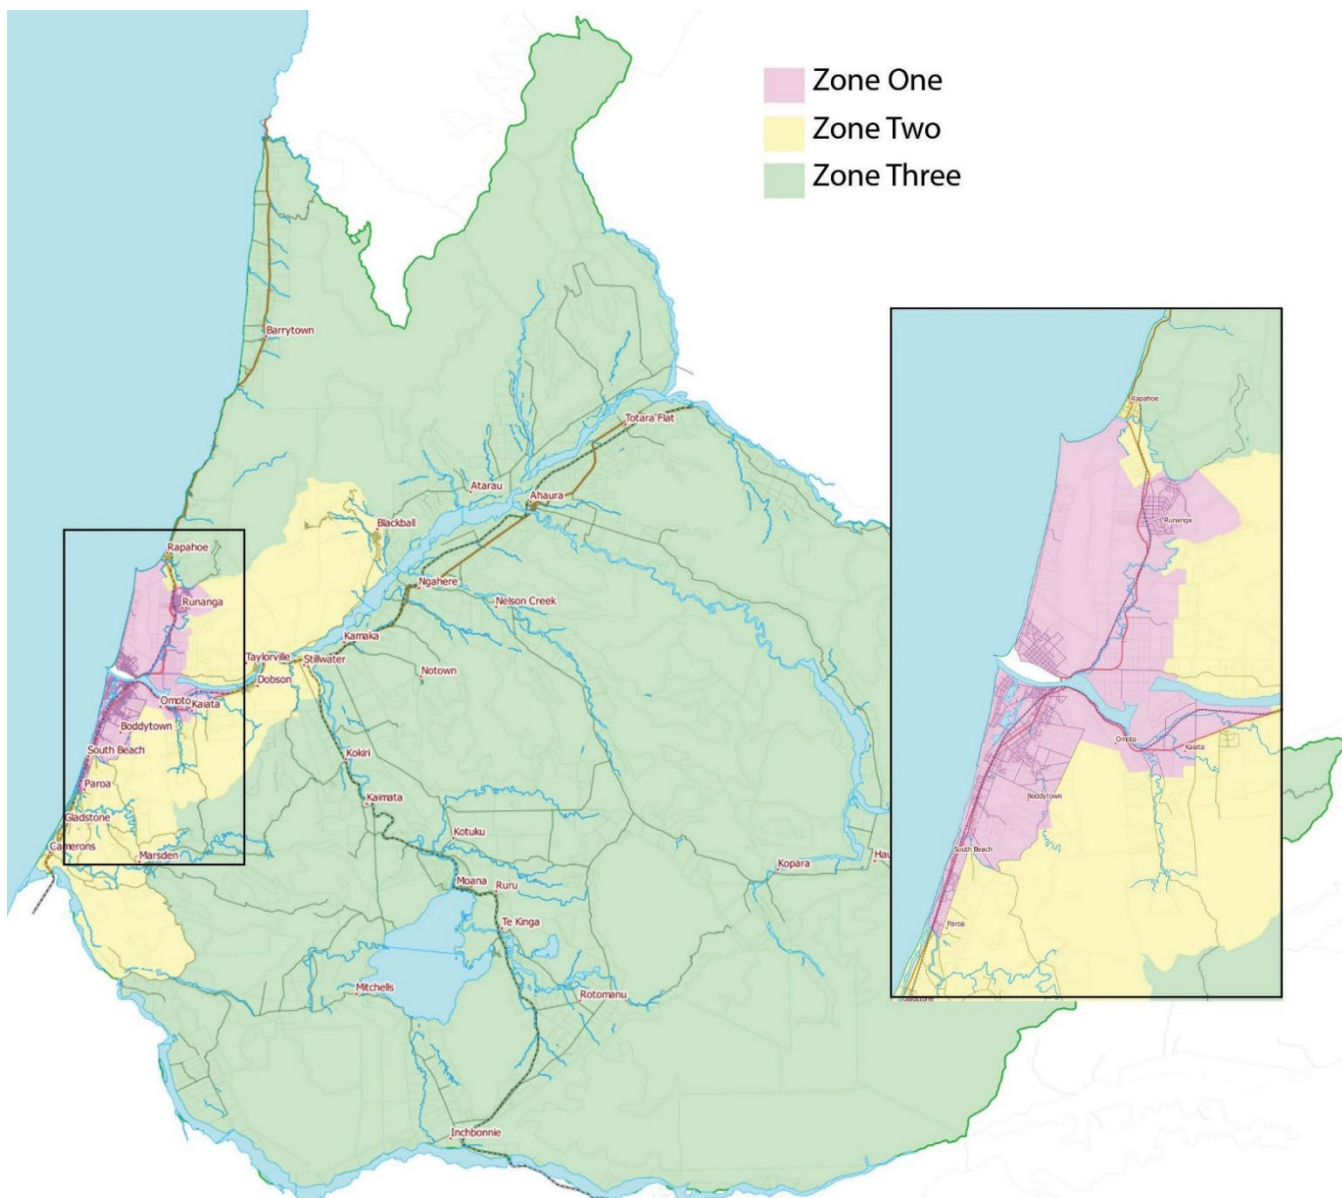 Zone One
Zone Two
Zone Three
Barrytown
Totara Flat
Atarau
Ahaura
Blackball
Rapahoe
Ngahere
Nelson Creek
Runanga
Kamaka
Taylorville
Stillwater
Notown
Dobson
Omoto
Kaiata
Boddytown
South Beach
Kokiri
Paroa
Kaimata
Gladstone
Kotuku
Camerons
Marsden
Hau
Kopara
Moana
Ruru
Te Kinga
Mitchells
Rotomanu
Inchbonnie
Rapahoe
Runanga
Omoto
Kaiata
Boddytown
South Beach
Paroa
Gladstone